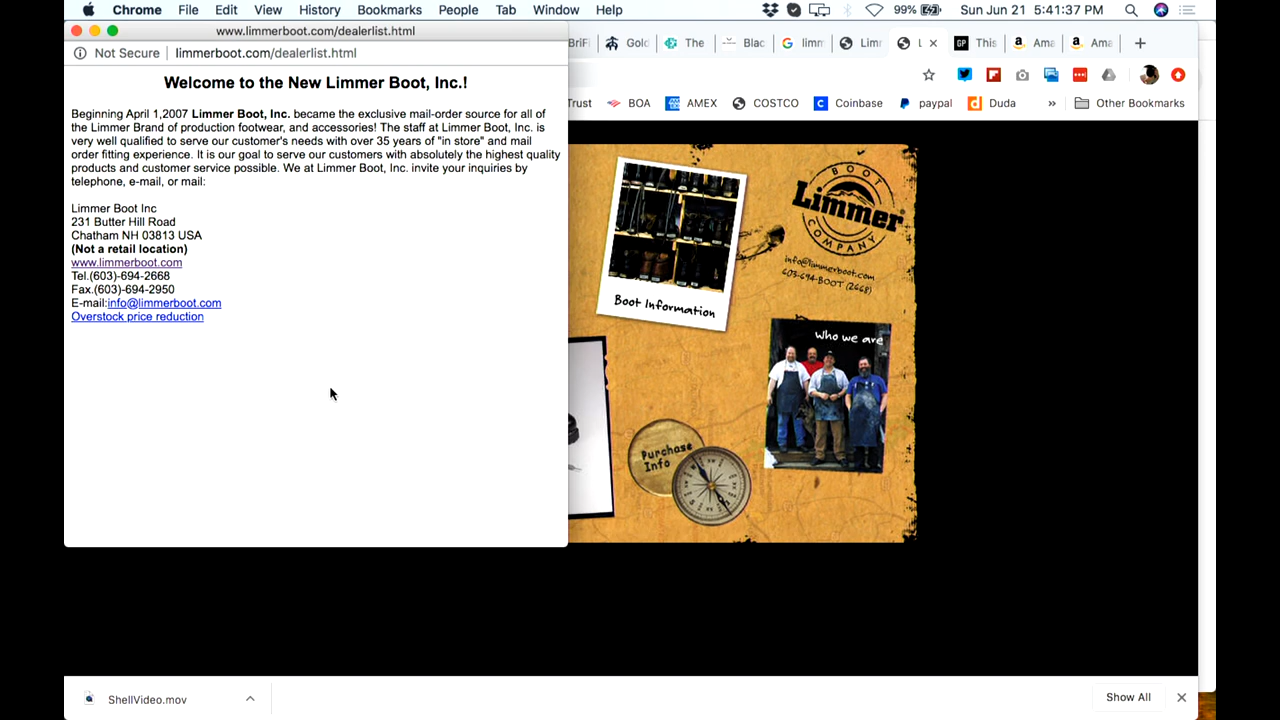 Chrome File Edit View History Bookmarks People Tab Window Help 99% Sun Jun 21 5:41:37 PM
www.limmerboot.com/dealerlist.html
BriFi Gold The Blac limm Limr L This Ama Ama
Not Secure limmerboot.com/dealerlist.html
Trust BOA AMEX COSTCO Coinbase paypal Duda » Other Bookmarks
Welcome to the New Limmer Boot, Inc.!
Beginning April 1,2007 Limmer Boot, Inc. became the exclusive mail-order source for all of
the Limmer Brand of production footwear, and accessories! The staff at Limmer Boot, Inc. is
very well qualified to serve our customer's needs with over 35 years of "in store" and mail
order fitting experience. It is our goal to serve our customers with absolutely the highest quality
products and customer service possible. We at Limmer Boot, Inc. invite your inquiries by
telephone, e-mail, or mail:
Limmer Boot Inc
231 Butter Hill Road
Chatham NH 03813 USA
(Not a retail location)
www.limmerboot.com
Tel.(603)-694-2668
Fax.(603)-694-2950
E-mail:info@limmerboot.com
Overstock price reduction
BOOT
Limmer
COMPANY
info@limmerboot.com
603-694-BOOT (2668)
Boot Information
Who we are
Purchase
Info
ShellVideo.mov
Show All